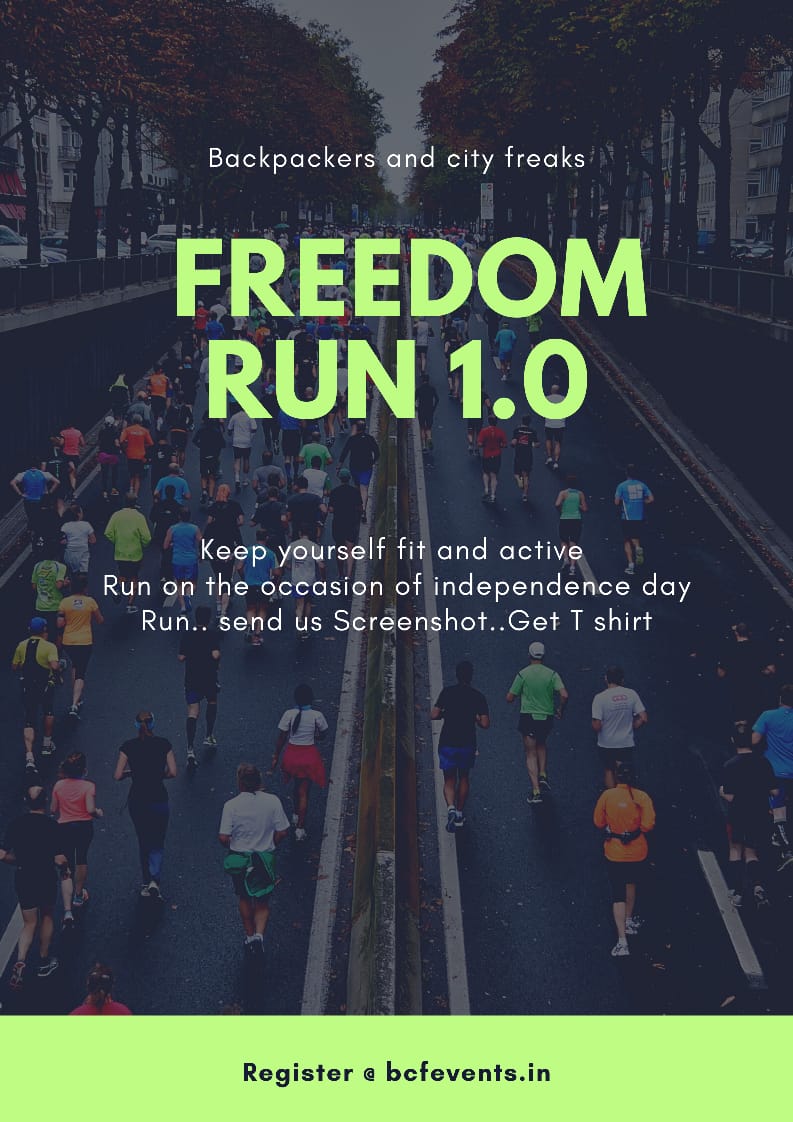 Backpackers and city freaks
FREEDOM
RUN 1.0
Keep yourself fit and active
Run on the occasion of independence day
Run.. send us Screenshot..Get T shirt
Register @ bcfevents.in